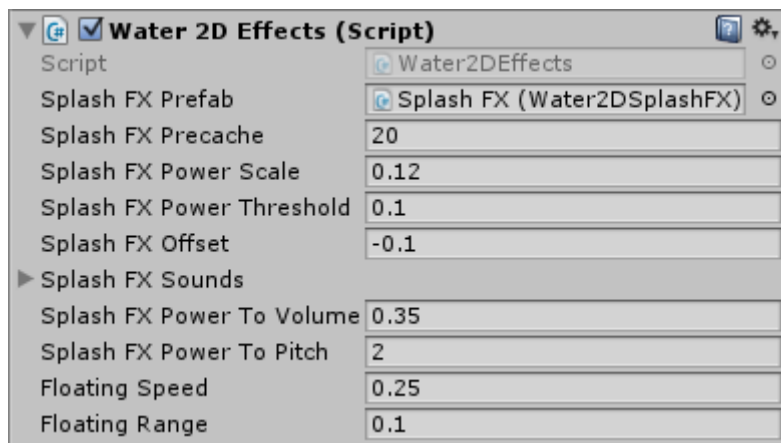 Water 2D Effects (Script)
Script Water2DEffects
Splash FX Prefab Splash FX (Water2DSplashFX)
Splash FX Precache 20
Splash FX Power Scale 0.12
Splash FX Power Threshold 0.1
Splash FX Offset -0.1
Splash FX Sounds
Splash FX Power To Volume 0.35
Splash FX Power To Pitch 2
Floating Speed 0.25
Floating Range 0.1